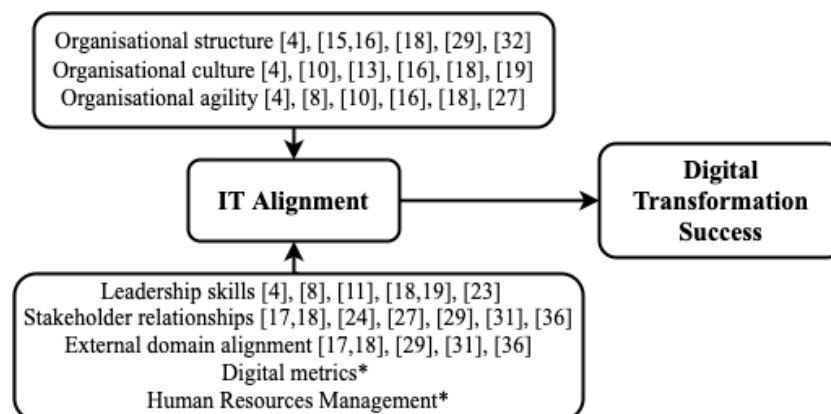 Organisational structure [4], [15,16], [18], [29], [32]
Organisational culture [4], [10], [13], [16], [18], [19]
Organisational agility [4], [8], [10], [16], [18], [27]
IT Alignment
Digital
Transformation
Success
Leadership skills [4], [8], [11], [18,19], [23]
Stakeholder relationships [17,18], [24], [27], [29], [31], [36]
External domain alignment [17,18], [29], [31], [36]
Digital metrics*
Human Resources Management*